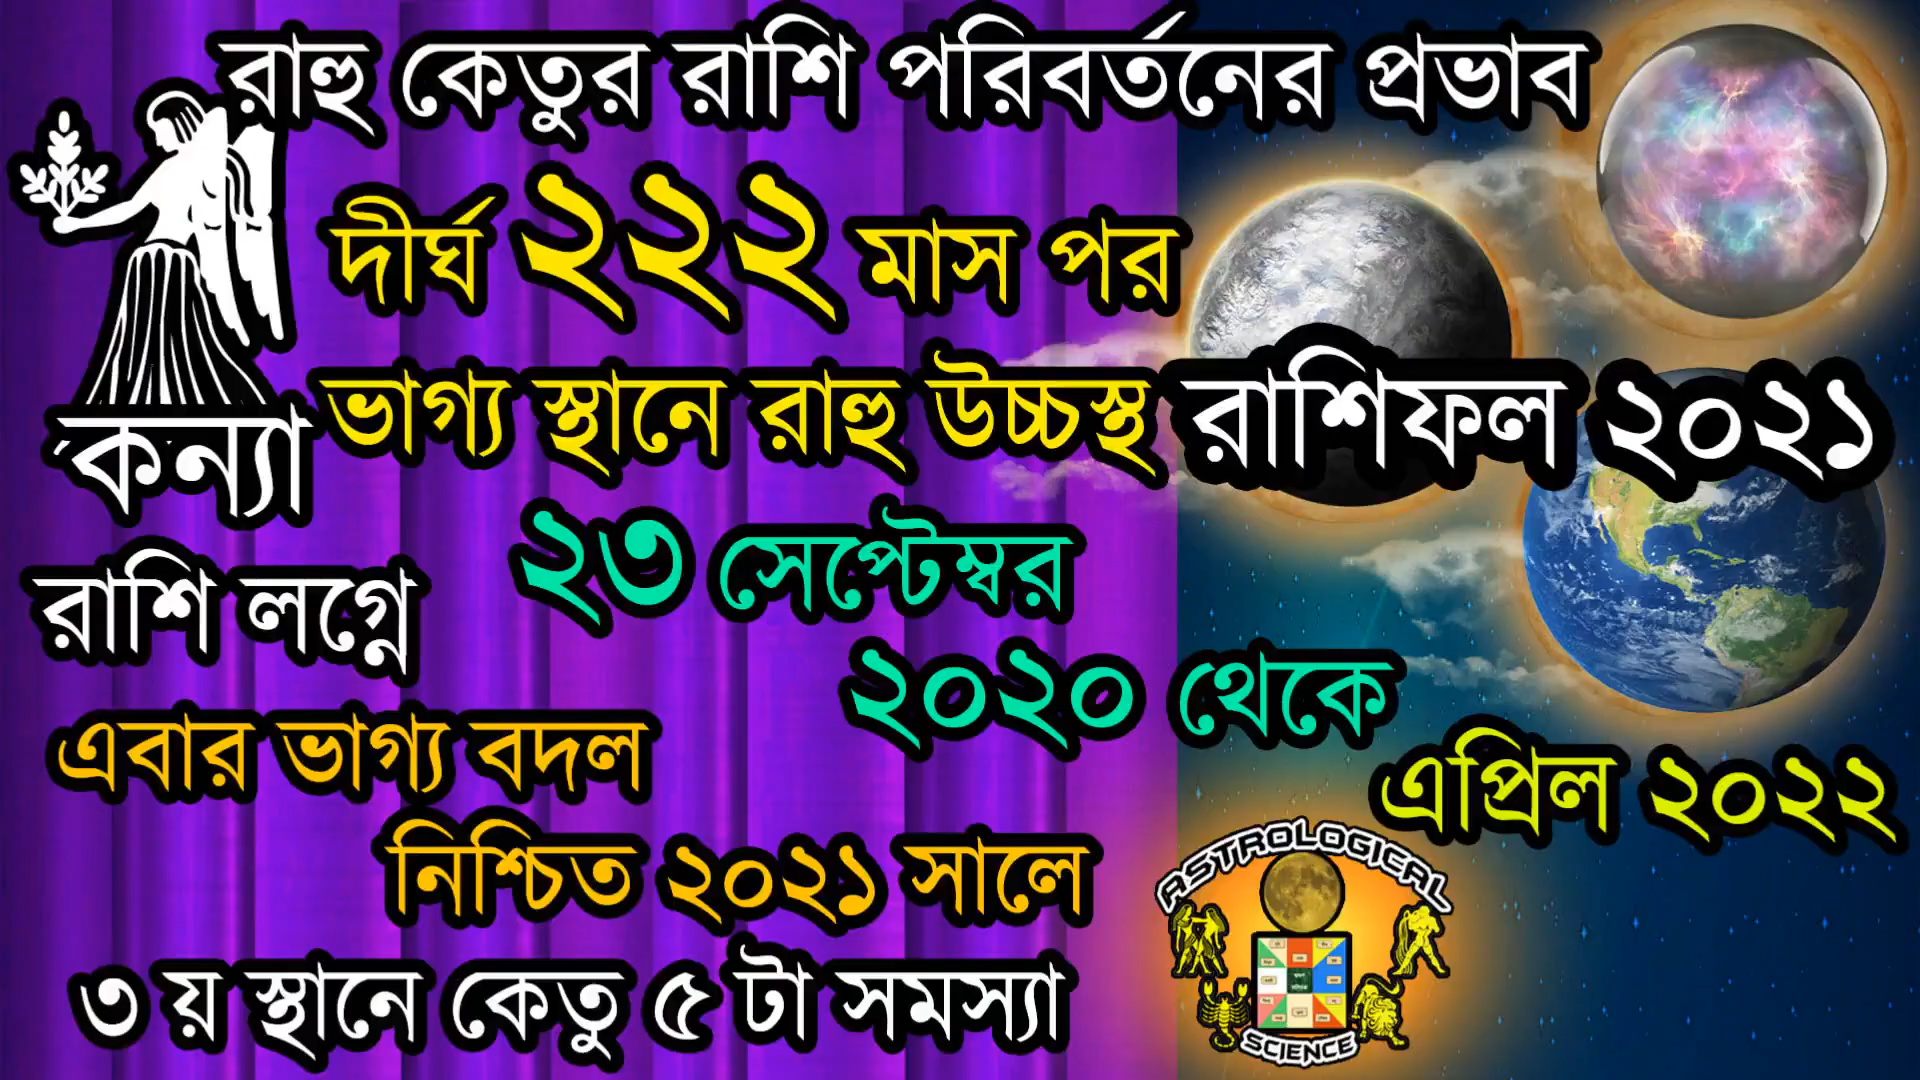 রাহু কেতুর রাশি পরিবর্তনের প্রভাব
দীর্ঘ ২২২ মাস পর
ভাগ্য স্থানে রাহু উচ্চস্থ রাশিফল ২০২১
কন্যা
রাশি লগ্নে
২৩ সেপ্টেম্বর
২০২০ থেকে
এপ্রিল ২০২২
এবার ভাগ্য বদল
নিশ্চিত ২০২১ সালে
৩ য় স্থানে কেতু ৫ টা সমস্যা
ASTROLOGICAL
SCIENCE